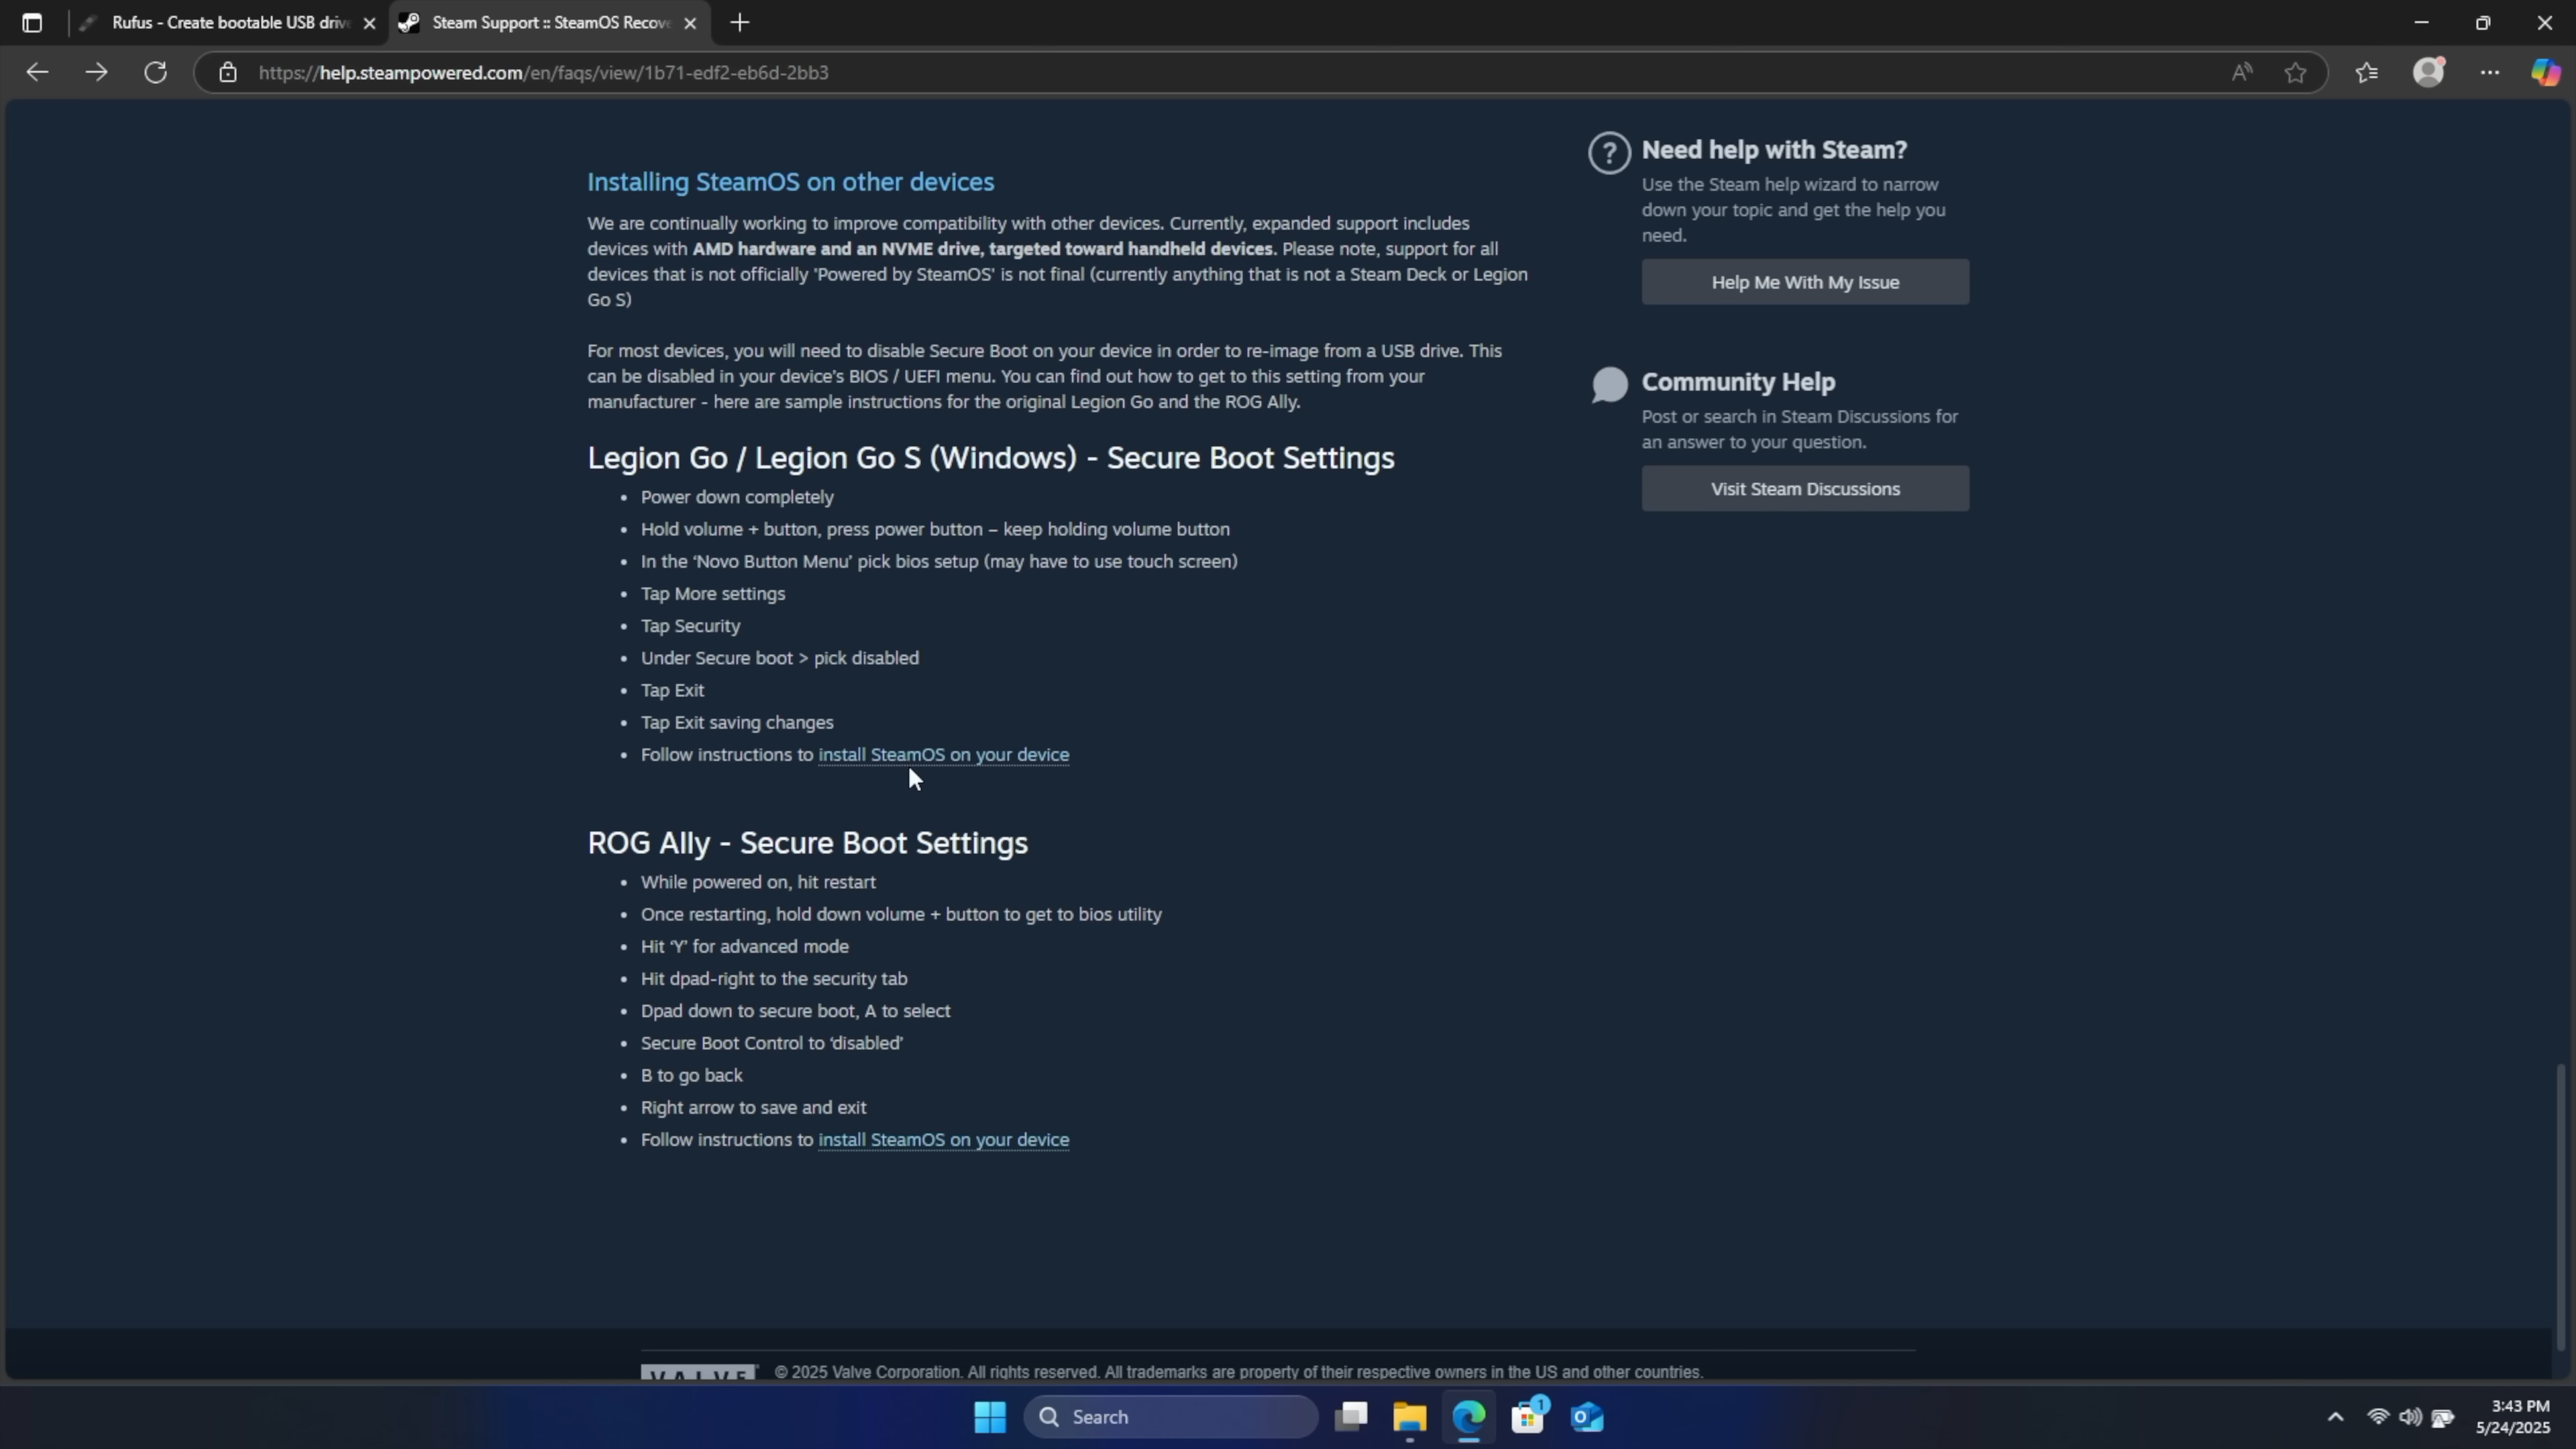 Rufus - Create bootable USB driv
Steam Support :: SteamOS Recov
https://help.steampowered.com/en/faqs/view/1b71-edf2-eb6d-2bb3
Installing SteamOS on other devices
We are continually working to improve compatibility with other devices. Currently, expanded support includes
devices with AMD hardware and an NVME drive, targeted toward handheld devices. Please note, support for all
devices that is not officially 'Powered by SteamOS' is not final (currently anything that is not a Steam Deck or Legion
Go S)
For most devices, you will need to disable Secure Boot on your device in order to re-image from a USB drive. This
can be disabled in your device's BIOS / UEFI menu. You can find out how to get to this setting from your
manufacturer - here are sample instructions for the original Legion Go and the ROG Ally.
Legion Go / Legion Go S (Windows) - Secure Boot Settings
• Power down completely
• Hold volume + button, press power button – keep holding volume button
• In the ‘Novo Button Menu’ pick bios setup (may have to use touch screen)
• Tap More settings
• Tap Security
• Under Secure boot > pick disabled
• Tap Exit
• Tap Exit saving changes
• Follow instructions to install SteamOS on your device
ROG Ally - Secure Boot Settings
• While powered on, hit restart
• Once restarting, hold down volume + button to get to bios utility
• Hit ‘Y’ for advanced mode
• Hit dpad-right to the security tab
• Dpad down to secure boot, A to select
• Secure Boot Control to ‘disabled’
• B to go back
• Right arrow to save and exit
• Follow instructions to install SteamOS on your device
Need help with Steam?
Use the Steam help wizard to narrow
down your topic and get the help you
need.
Help Me With My Issue
Community Help
Post or search in Steam Discussions for
an answer to your question.
Visit Steam Discussions
VALVE © 2025 Valve Corporation. All rights reserved. All trademarks are property of their respective owners in the US and other countries.
Search
1
3:43 PM
5/24/2025